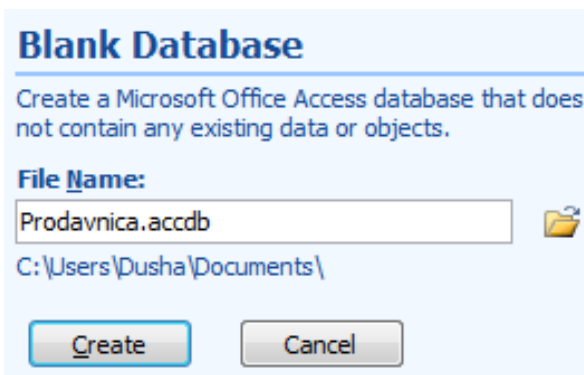 Blank Database
Create a Microsoft Office Access database that does
not contain any existing data or objects.
File Name:
Prodavnica.accdb
C:\Users\Dusha\Documents\
Create
Cancel